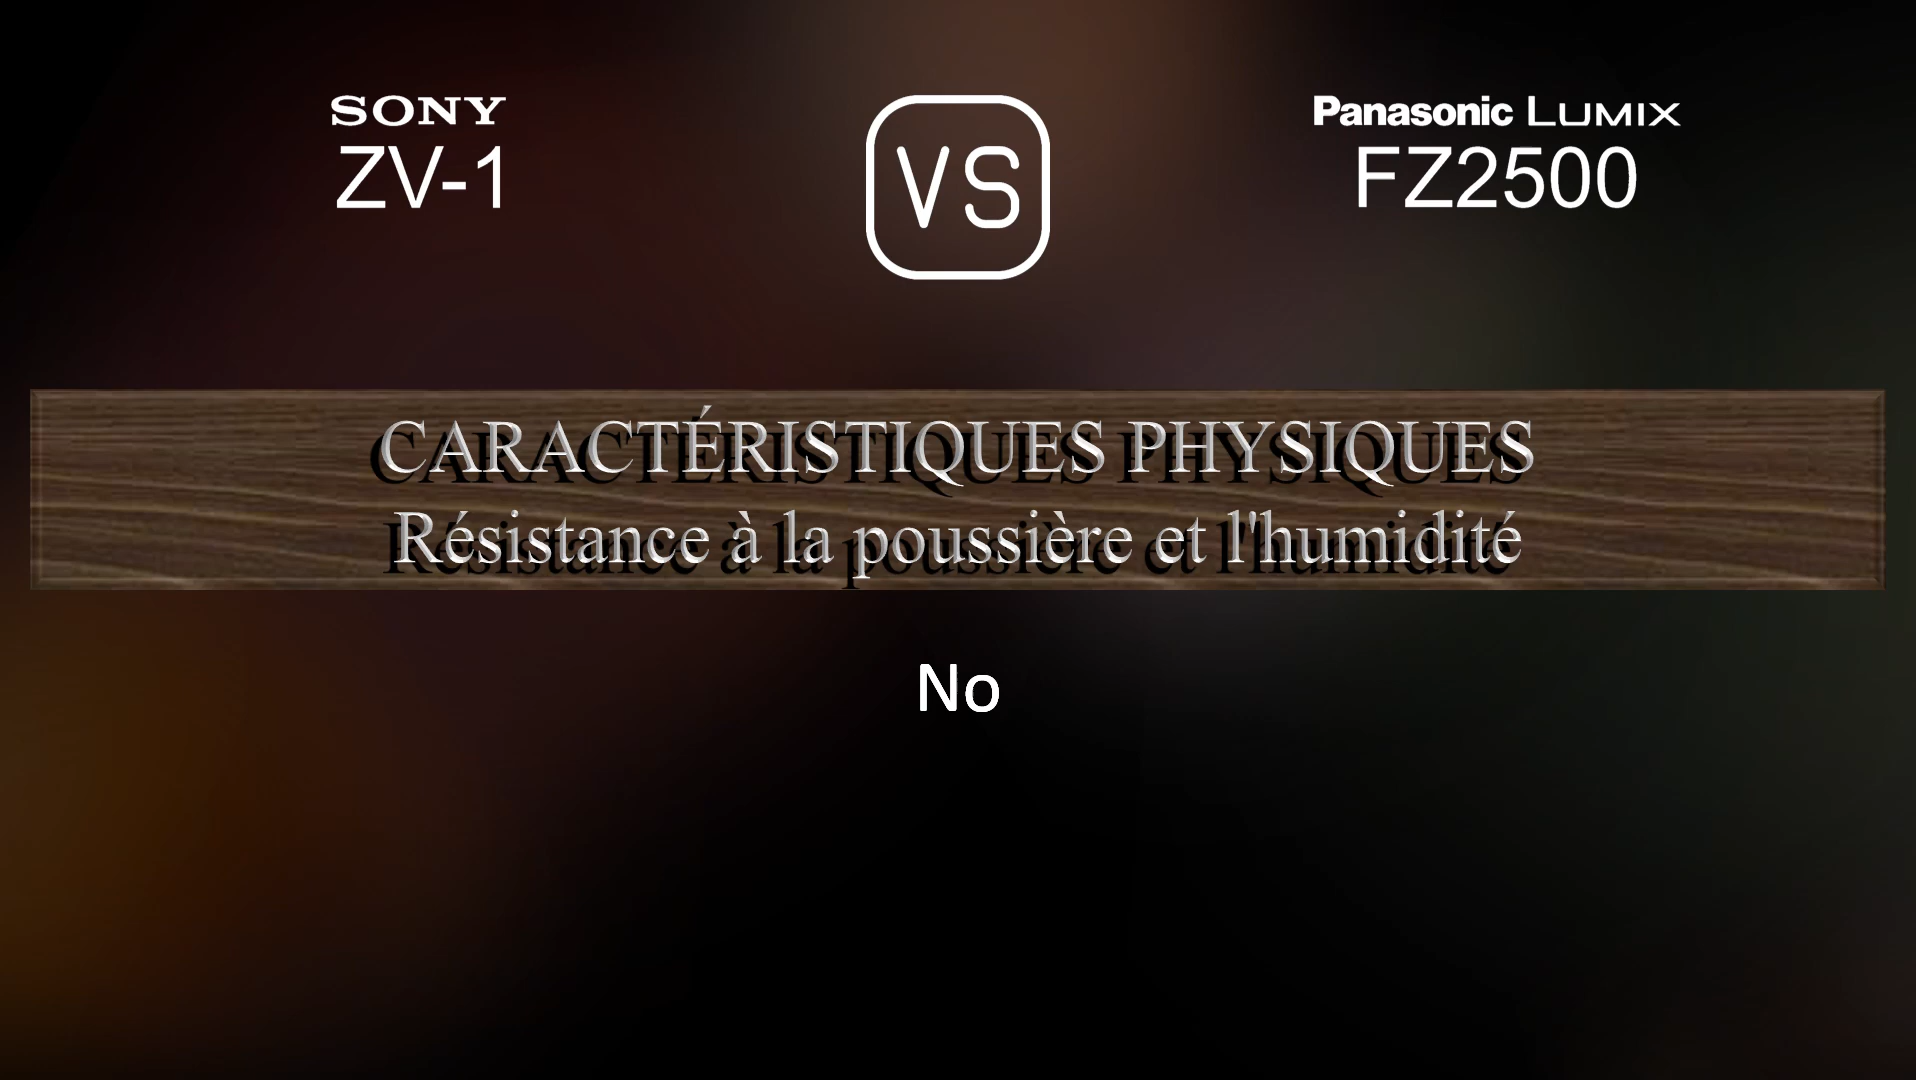 SONY
ZV-1
VS
Panasonic LUMIX
FZ2500
CARACTÉRISTIQUES PHYSIQUES
Résistance à la poussière et l'humidité
No